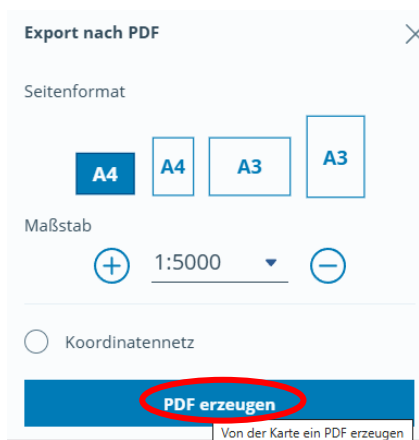 Export nach PDF
Seitenformat
A4 A4 A3 A3
Maßstab
1:5000
Koordinatennetz
PDF erzeugen
Von der Karte ein PDF erzeugen